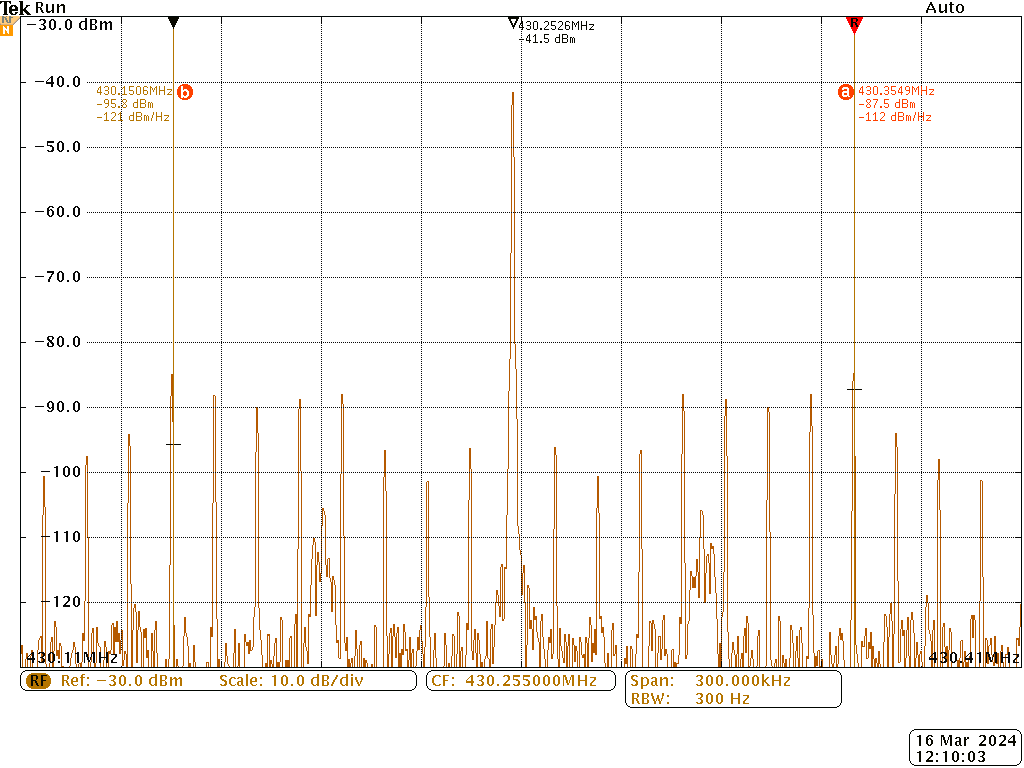 Tek Run
Auto
−30.0 dBm
430.2526MHz
−41.5 dBm
−40.0
430.1506MHz
−95.8 dBm
−121 dBm/Hz
b
a
430.3549MHz
−87.5 dBm
−112 dBm/Hz
R
N
−50.0
−60.0
−70.0
−80.0
−90.0
−100
−110
−120
430.11MHz
430.41MHz
RF Ref: −30.0 dBm Scale: 10.0 dB/div
CF: 430.255000MHz
Span: 300.000kHz
RBW: 300 Hz
16 Mar 2024
12:10:03